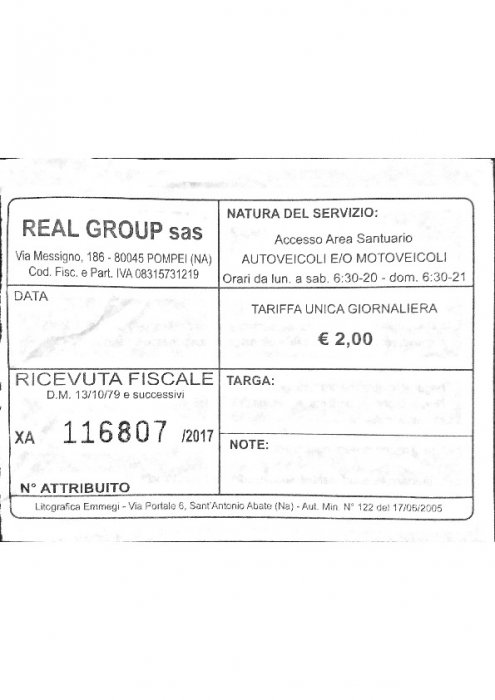 REAL GROUP sas
Via Messigno, 186 - 80045 POMPEI (NA)
Cod. Fisc. e Part. IVA 08315731219
NATURA DEL SERVIZIO:
Accesso Area Santuario
AUTOVEICOLI E/O MOTOVEICOLI
Orari da lun. a sab. 6:30-20 - dom. 6:30-21
DATA
TARIFFA UNICA GIORNALIERA
€ 2,00
RICEVUTA FISCALE
D.M. 13/10/79 e successivi
XA 116807 /2017
N° ATTRIBUITO
TARGA:
NOTE:
Litografica Emmegi - Via Portale 6, Sant'Antonio Abate (Na) - Aut. Min. N° 122 del 17/06/2005